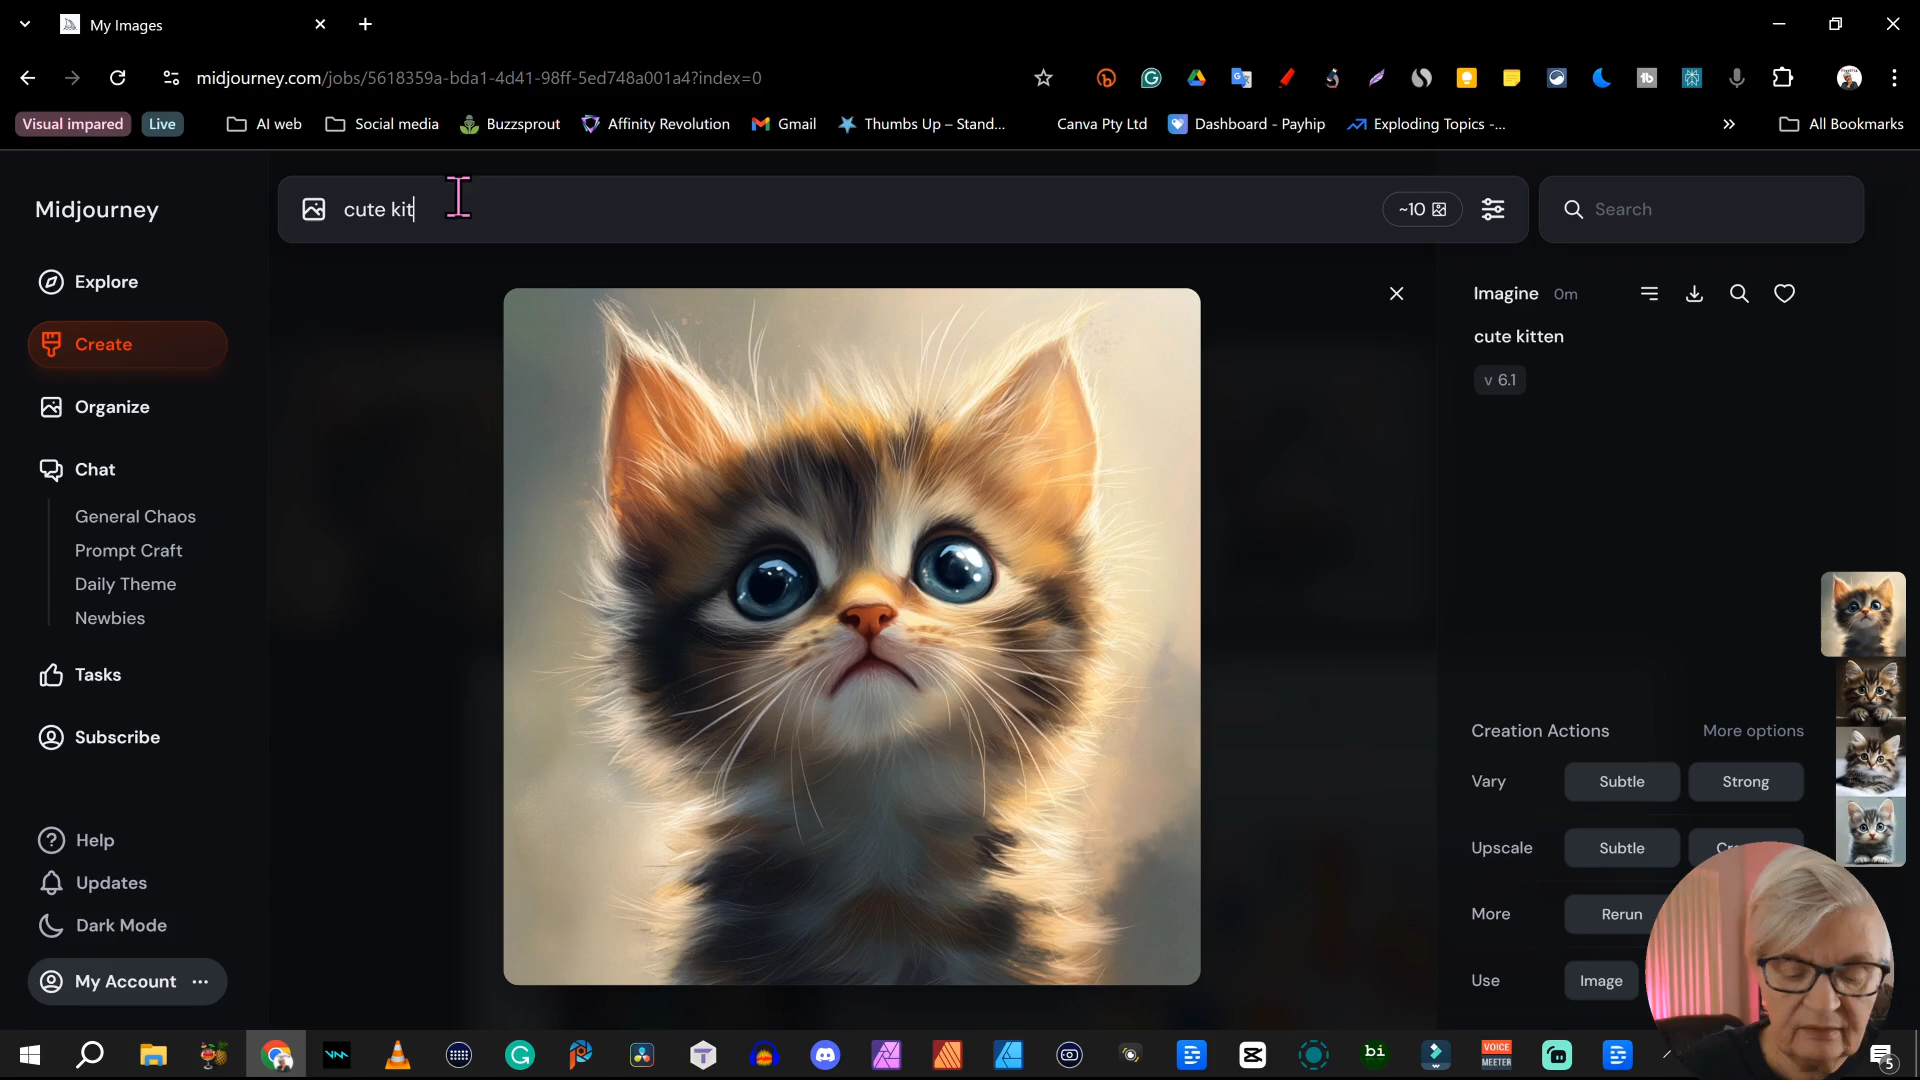 My Images
midjourney.com/jobs/5618359a-bda1-4d41-98ff-5ed748a001a4?index=0
Visual impared
Live
AI web
Social media
Buzzsprout
Affinity Revolution
Gmail
Thumbs Up – Stand...
Canva Pty Ltd
Dashboard - Payhip
Exploding Topics -...
All Bookmarks
Midjourney
cute kit
~10
Search
Explore
Create
Organize
Chat
General Chaos
Prompt Craft
Daily Theme
Newbies
Tasks
Subscribe
Help
Updates
Dark Mode
My Account
Imagine 0m
cute kitten
v 6.1
Creation Actions More options
Vary Subtle Strong
Upscale Subtle
More Rerun
Use Image
bi
VOICE
MEETER
5